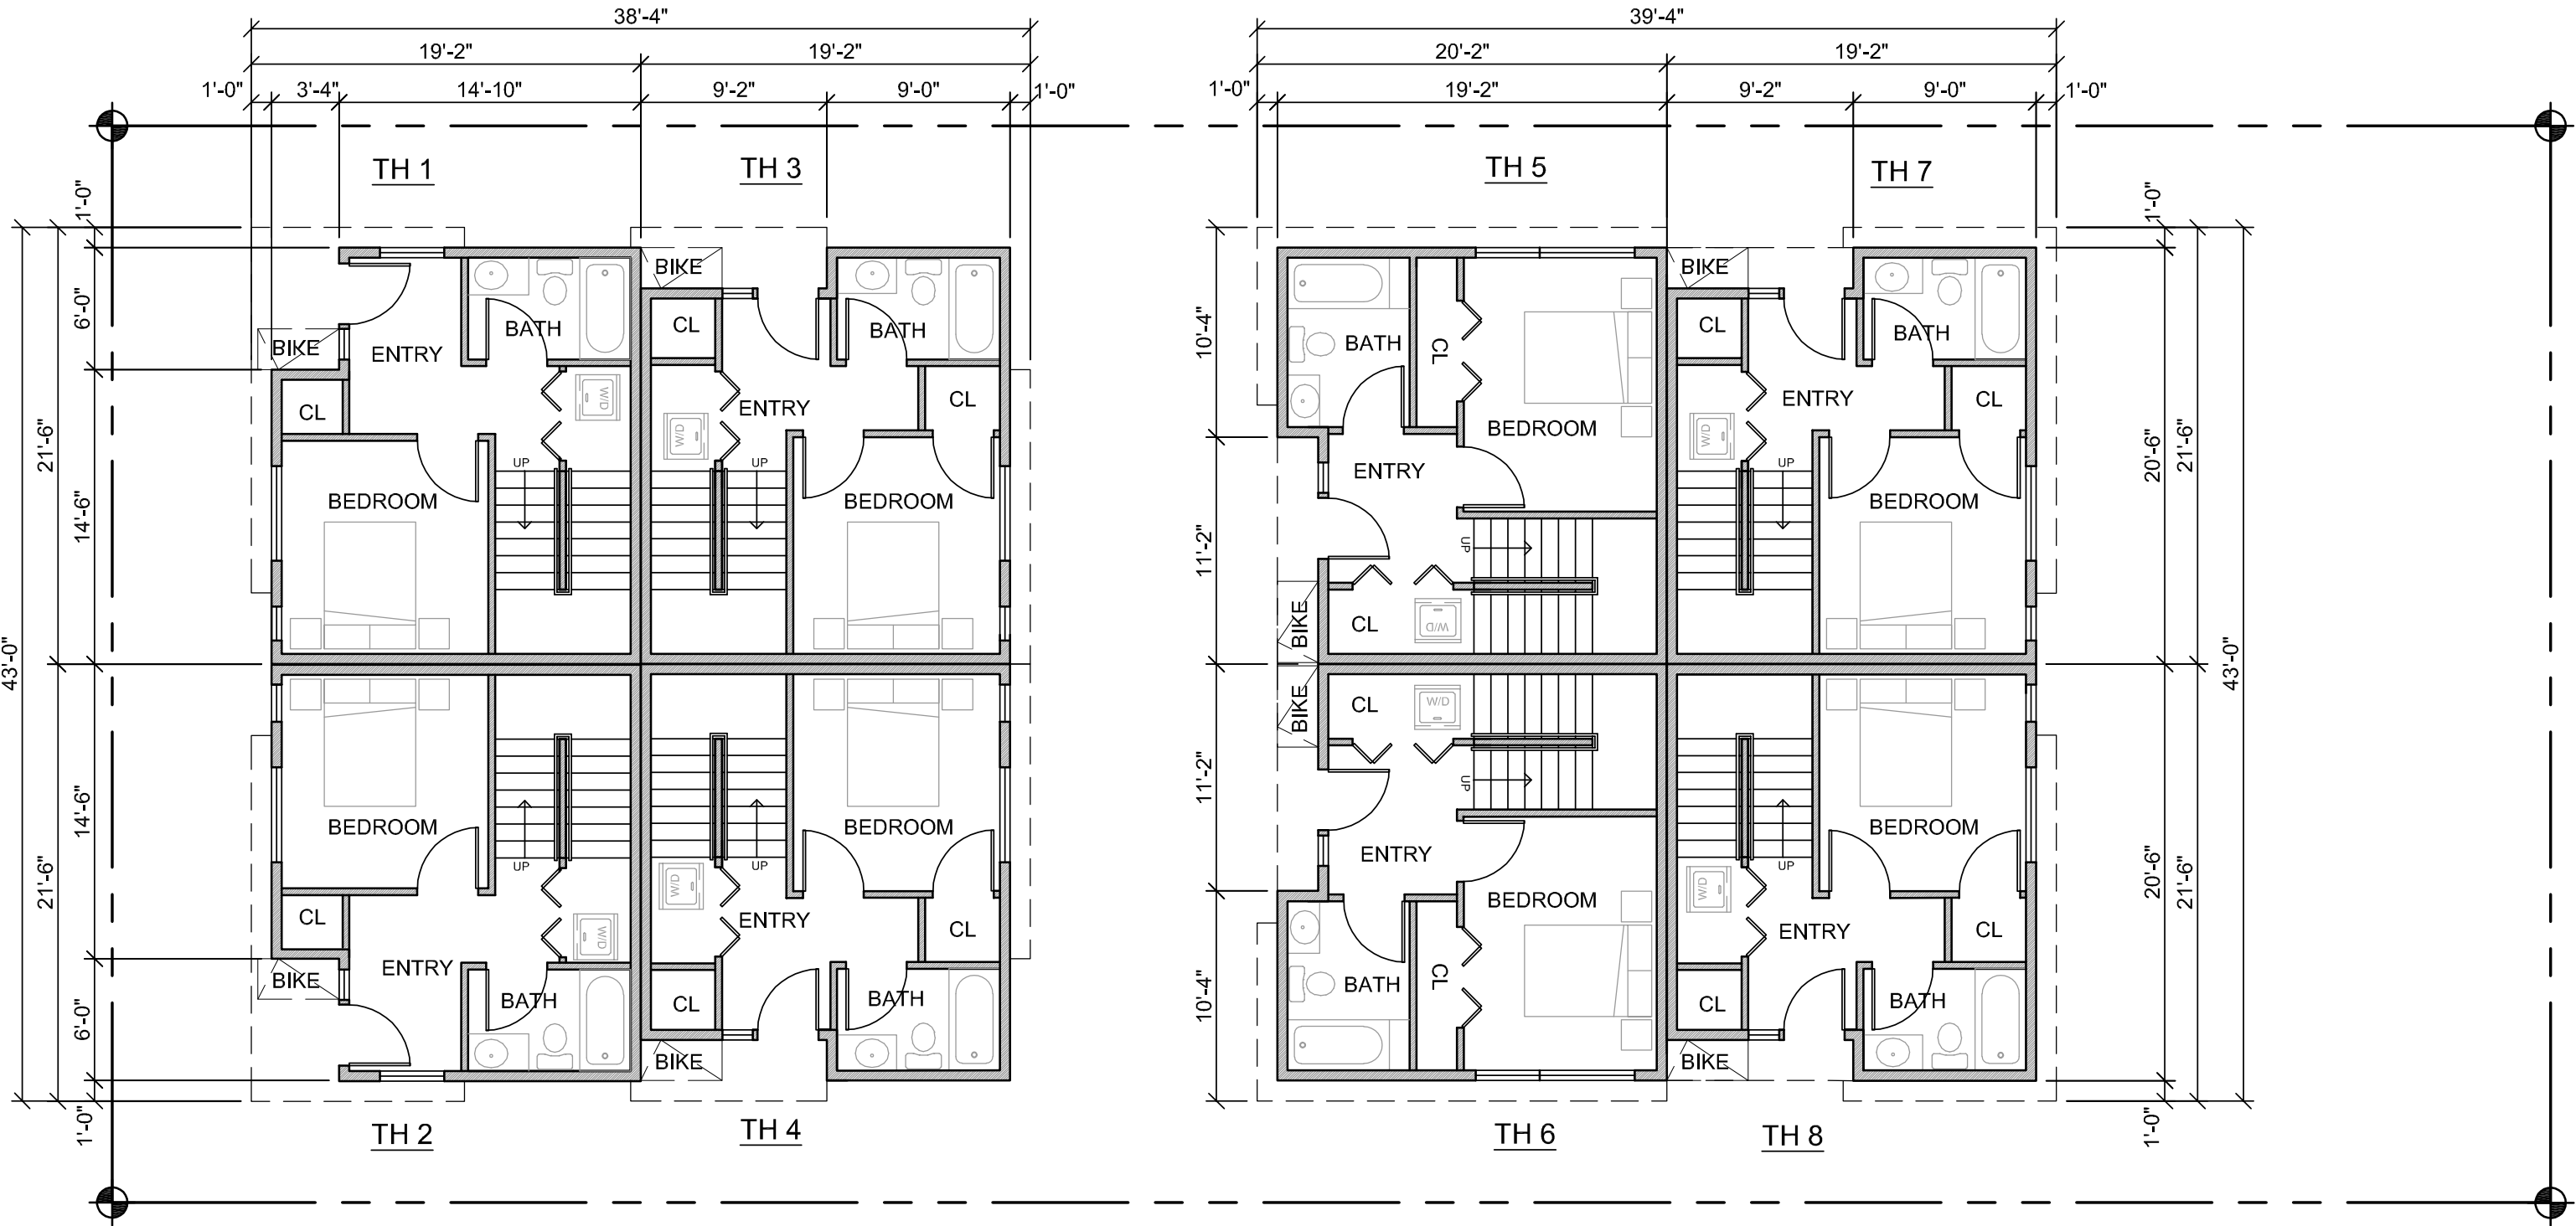 38'-4"
39'-4"
19'-2"
19'-2"
20'-2"
19'-2"
1'-0"
3'-4"
14'-10"
9'-2"
9'-0"
1'-0"
1'-0"
19'-2"
9'-2"
9'-0"
1'-0"
TH 1
TH 3
TH 5
TH 7
1'-0"
6'-0"
21'-6"
14'-6"
43'-0"
14'-6"
21'-6"
6'-0"
1'-0"
BIKE
ENTRY
BATH
CL
W/D
UP
BEDROOM
BIKE
CL
BATH
ENTRY
CL
W/D
UP
BEDROOM
BEDROOM
UP
W/D
CL
ENTRY
BIKE
BATH
BEDROOM
UP
W/D
ENTRY
CL
CL
BATH
BIKE
10'-4"
11'-2"
11'-2"
10'-4"
BATH
CL
BEDROOM
ENTRY
UP
BIKE
CL
W/D
BIKE
CL
W/D
UP
ENTRY
BEDROOM
BATH
CL
BIKE
CL
BATH
ENTRY
CL
W/D
UP
BEDROOM
BEDROOM
UP
W/D
ENTRY
CL
CL
BATH
BIKE
1'-0"
20'-6"
21'-6"
43'-0"
20'-6"
21'-6"
1'-0"
TH 2
TH 4
TH 6
TH 8